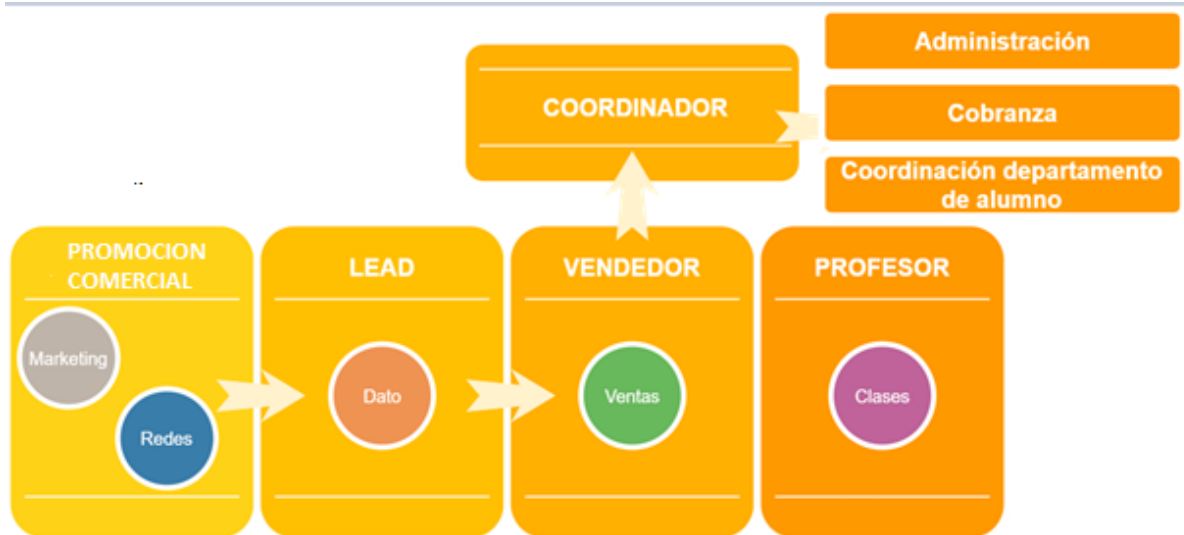 Administración
COORDINADOR
Cobranza
Coordinación departamento
de alumno
PROMOCION
COMERCIAL
LEAD
VENDEDOR
PROFESOR
Marketing
Redes
Dato
Ventas
Clases